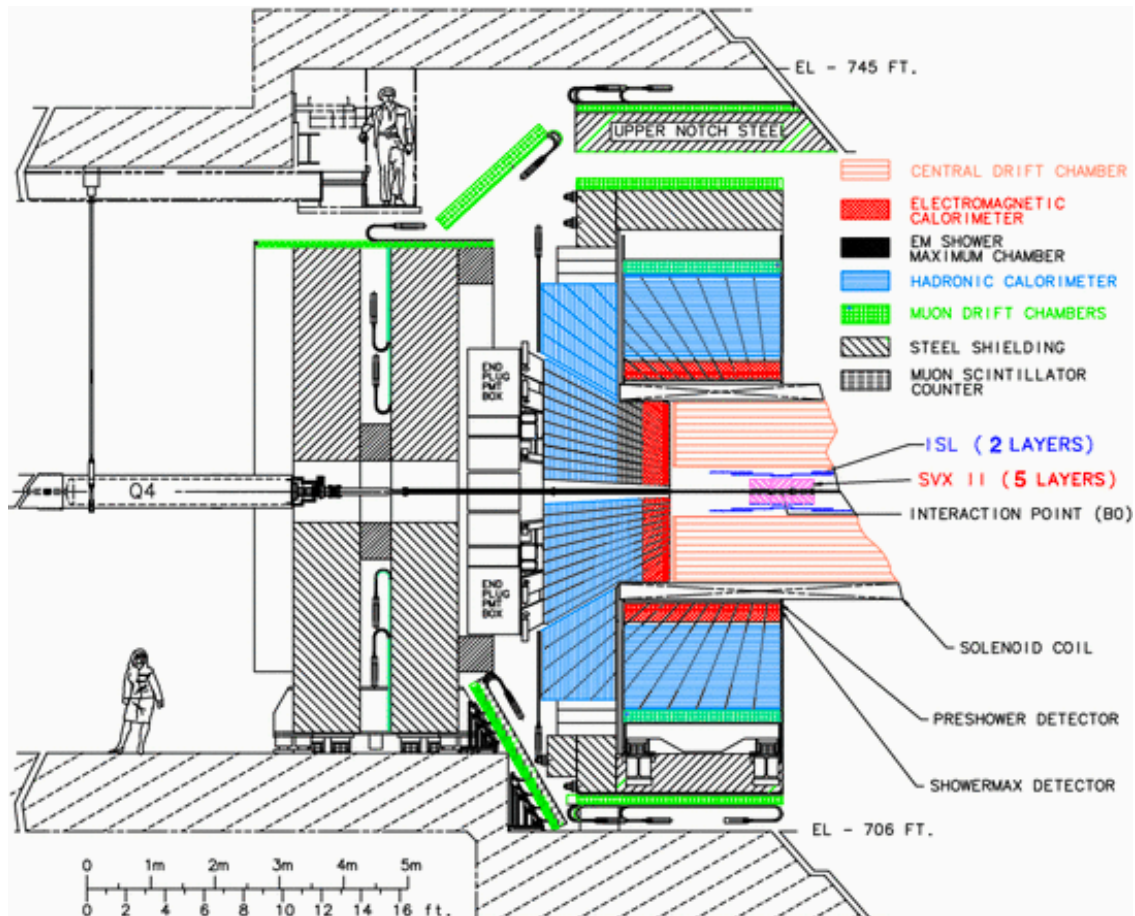 EL - 745 FT.
UPPER NOTCH STEEL
CENTRAL DRIFT CHAMBER
ELECTROMAGNETIC
CALORIMETER
EM SHOWER
MAXIMUM CHAMBER
HADRONIC CALORIMETER
MUON DRIFT CHAMBERS
STEEL SHIELDING
MUON SCINTILLATOR
COUNTER
END
PLUG
PMT
BOX
ISL (2 LAYERS)
Q4
SVX II (5 LAYERS)
INTERACTION POINT (B0)
END
PLUG
PMT
BOX
SOLENOID COIL
PRESHOWER DETECTOR
SHOWERMAX DETECTOR
EL - 706 FT.
0 1m 2m 3m 4m 5m
0 2 4 6 8 10 12 14 16 ft.